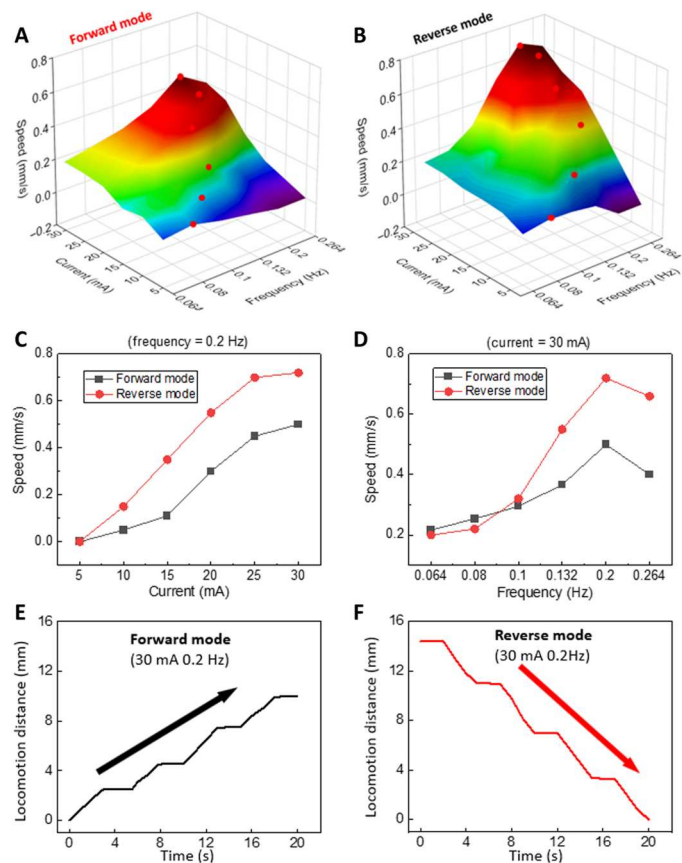 A
Forward mode
0.8
0.6
0.4
0.2
0.0
−0.2
Speed (mm/s)
30
25
20
15
10
5
Current (mA)
0.064
0.08
0.1
0.132
0.2
0.264
Frequency (Hz)
B
Reverse mode
0.8
0.6
0.4
0.2
0.0
−0.2
Speed (mm/s)
30
25
20
15
10
5
Current (mA)
0.064
0.08
0.1
0.132
0.2
0.264
Frequency (Hz)
C
(frequency = 0.2 Hz)
Forward mode
Reverse mode
0.8
0.6
0.4
0.2
0.0
Speed (mm/s)
5 10 15 20 25 30
Current (mA)
D
(current = 30 mA)
Forward mode
Reverse mode
0.8
0.6
0.4
0.2
Speed (mm/s)
0.064 0.08 0.1 0.132 0.2 0.264
Frequency (Hz)
E
Forward mode
(30 mA 0.2 Hz)
16
12
8
4
0
Locomotion distance (mm)
0 4 8 12 16 20
Time (s)
F
Reverse mode
(30 mA 0.2Hz)
16
12
8
4
0
Locomotion distance (mm)
0 4 8 12 16 20
Time (s)